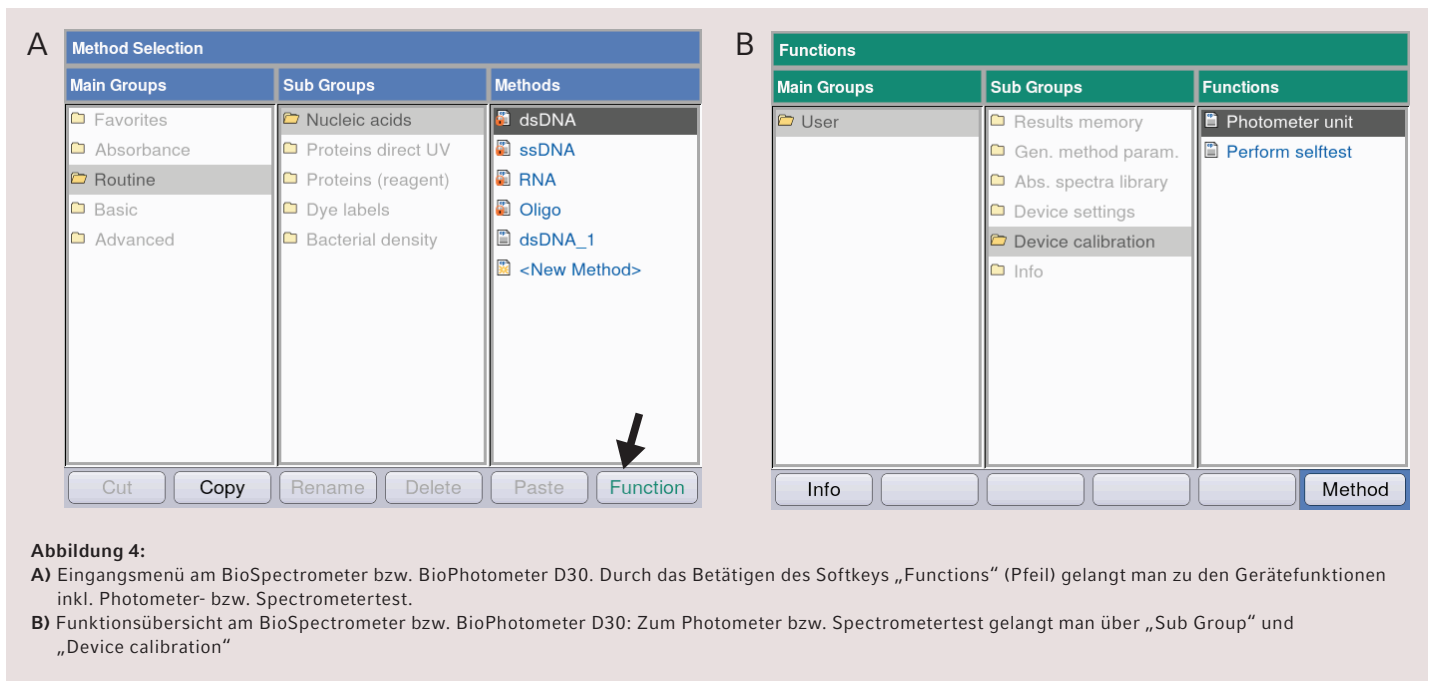 A
Method Selection
Main Groups
Sub Groups
Methods
Favorites
Absorbance
Routine
Basic
Advanced
Nucleic acids
Proteins direct UV
Proteins (reagent)
Dye labels
Bacterial density
dsDNA
ssDNA
RNA
Oligo
dsDNA_1
<New Method>
Cut
Copy
Rename
Delete
Paste
Function
B
Functions
Main Groups
Sub Groups
Functions
User
Results memory
Gen. method param.
Abs. spectra library
Device settings
Device calibration
Info
Photometer unit
Perform selftest
Info
Method
Abbildung 4:
A) Eingangsmenü am BioSpectrometer bzw. BioPhotometer D30. Durch das Betätigen des Softkeys „Functions“ (Pfeil) gelangt man zu den Gerätefunktionen
inkl. Photometer- bzw. Spectrometertest.
B) Funktionsübersicht am BioSpectrometer bzw. BioPhotometer D30: Zum Photometer bzw. Spectrometertest gelangt man über „Sub Group“ und
„Device calibration“